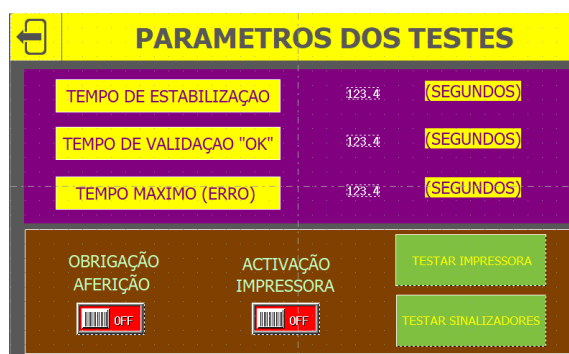 PARAMETROS DOS TESTES
TEMPO DE ESTABILIZAÇAO 123.4 (SEGUNDOS)
TEMPO DE VALIDAÇAO "OK" 123.4 (SEGUNDOS)
TEMPO MAXIMO (ERRO) 123.4 (SEGUNDOS)
OBRIGAÇÃO
AFERIÇÃO
OFF
ACTIVAÇÃO
IMPRESSORA
OFF
TESTAR IMPRESSORA
TESTAR SINALIZADORES